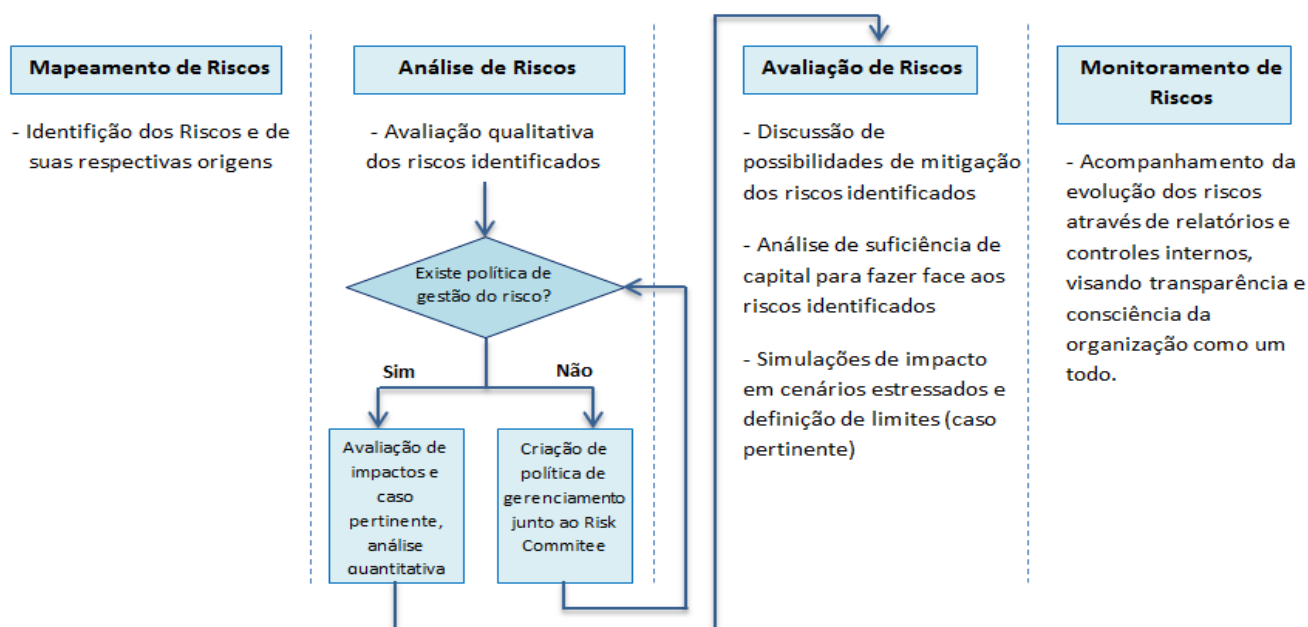 Mapeamento de Riscos
- Identifição dos Riscos e de
suas respectivas origens
Análise de Riscos
- Avaliação qualitativa
dos riscos identificados
Existe política de
gestão do risco?
Sim
Não
Avaliação de
impactos e
caso
pertinente,
análise
quantitativa
Criação de
política de
gerenciamento
junto ao Risk
Commitee
Avaliação de Riscos
- Discussão de
possibilidades de mitigação
dos riscos identificados
- Análise de suficiência de
capital para fazer face aos
riscos identificados
- Simulações de impacto
em cenários estressados e
definição de limites (caso
pertinente)
Monitoramento de
Riscos
- Acompanhamento da
evolução dos riscos
através de relatórios e
controles internos,
visando transparência e
consciência da
organização como um
todo.